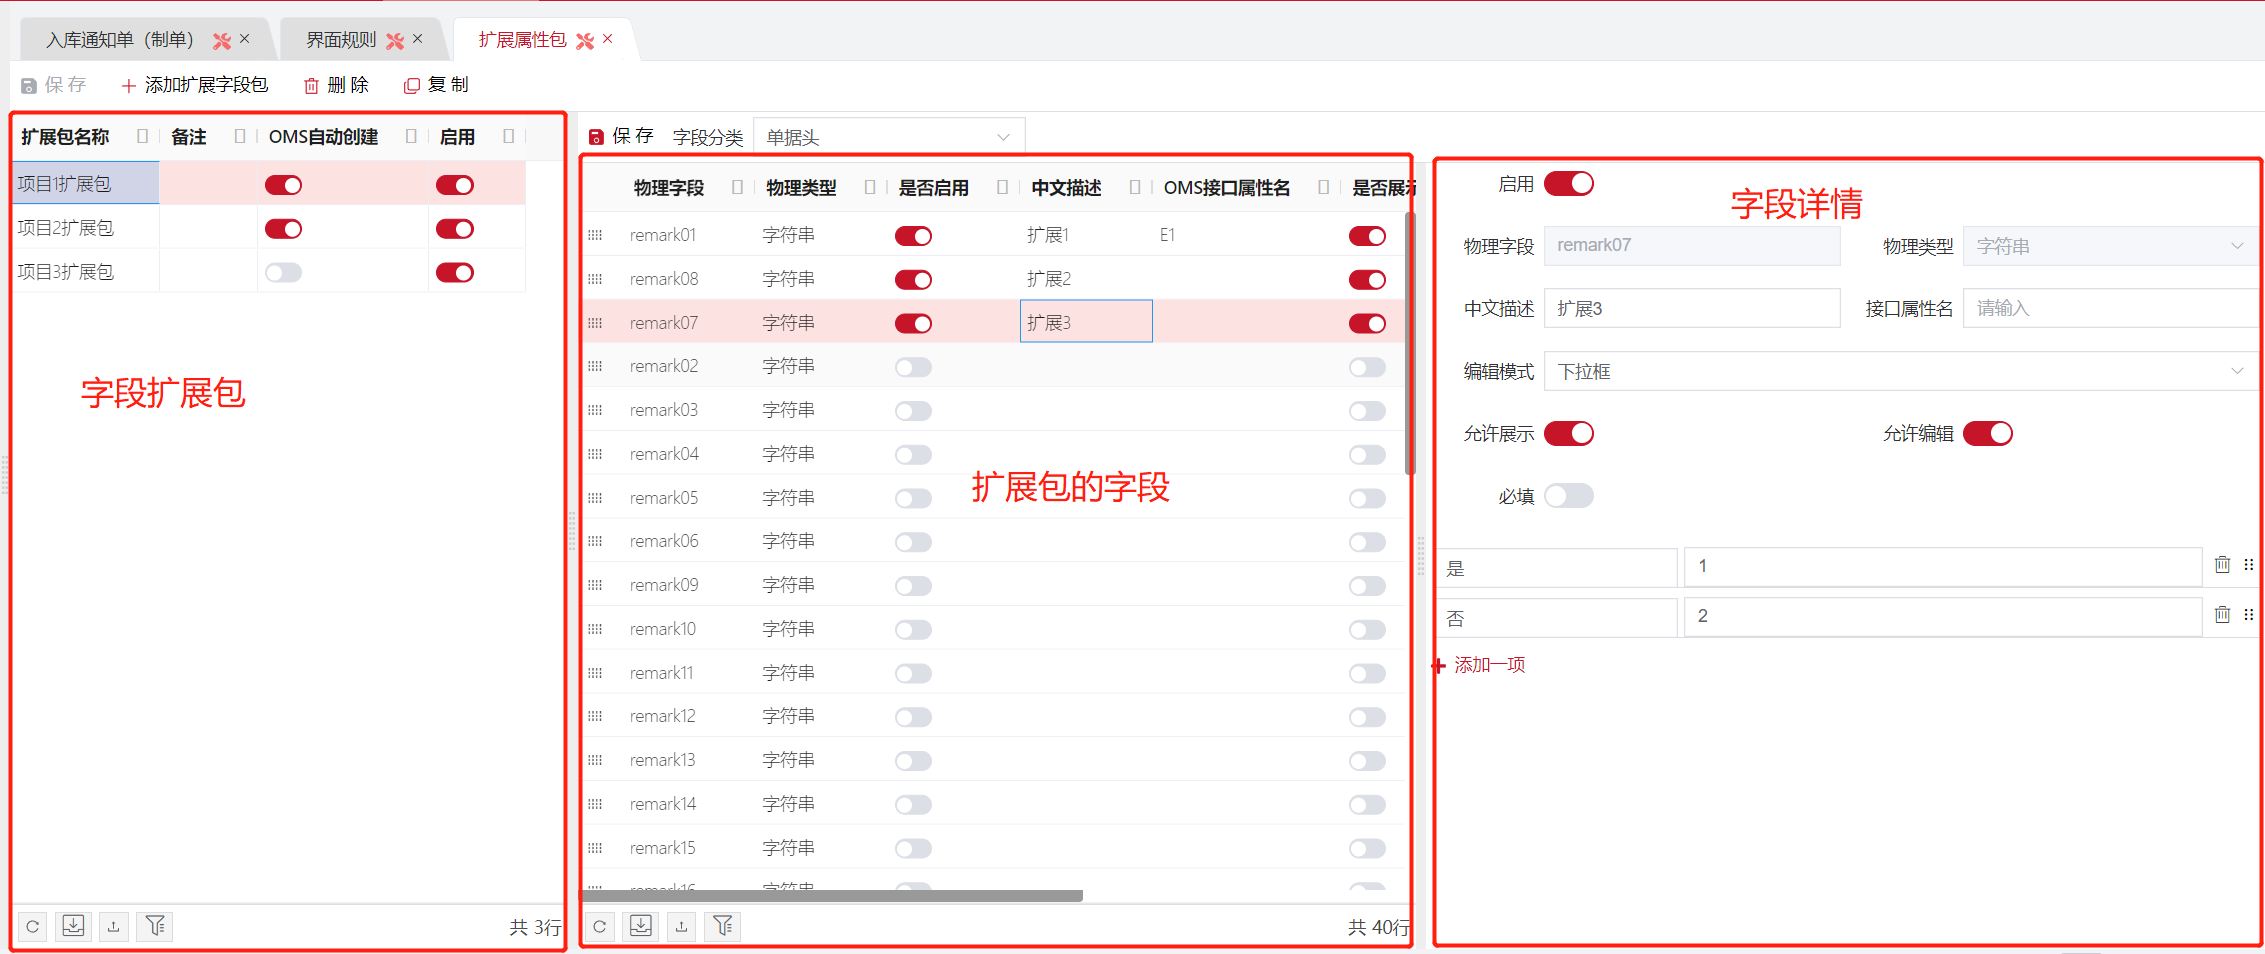 入库通知单（制单）
界面规则
扩展属性包
保 存
添加扩展字段包
删 除
复 制
扩展包名称 备注 OMS自动创建 启用
项目1扩展包
项目2扩展包
项目3扩展包
字段扩展包
共 3行
保 存 字段分类 单据头
物理字段 物理类型 是否启用 中文描述 OMS接口属性名 是否展示
remark01 字符串 扩展1 E1
remark08 字符串 扩展2
remark07 字符串 扩展3
remark02 字符串
remark03 字符串
remark04 字符串
remark05 字符串
remark06 字符串
remark09 字符串
remark10 字符串
remark11 字符串
remark12 字符串
remark13 字符串
remark14 字符串
remark15 字符串
remark16 字符串
扩展包的字段
共 40行
启用
字段详情
物理字段 remark07 物理类型 字符串
中文描述 扩展3 接口属性名 请输入
编辑模式 下拉框
允许展示 允许编辑
必填
是 1
否 2
添加一项